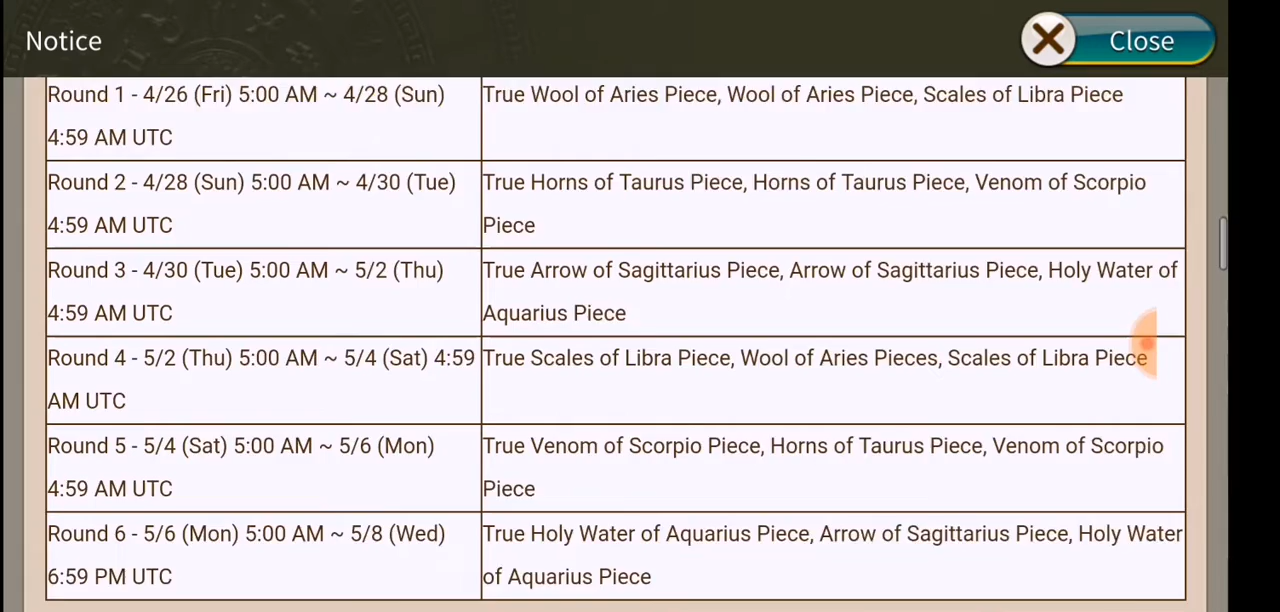 Notice
Close
Round 1 - 4/26 (Fri) 5:00 AM ~ 4/28 (Sun)
4:59 AM UTC
True Wool of Aries Piece, Wool of Aries Piece, Scales of Libra Piece
Round 2 - 4/28 (Sun) 5:00 AM ~ 4/30 (Tue)
4:59 AM UTC
True Horns of Taurus Piece, Horns of Taurus Piece, Venom of Scorpio
Piece
Round 3 - 4/30 (Tue) 5:00 AM ~ 5/2 (Thu)
4:59 AM UTC
True Arrow of Sagittarius Piece, Arrow of Sagittarius Piece, Holy Water of
Aquarius Piece
Round 4 - 5/2 (Thu) 5:00 AM ~ 5/4 (Sat) 4:59
AM UTC
True Scales of Libra Piece, Wool of Aries Pieces, Scales of Libra Piece
Round 5 - 5/4 (Sat) 5:00 AM ~ 5/6 (Mon)
4:59 AM UTC
True Venom of Scorpio Piece, Horns of Taurus Piece, Venom of Scorpio
Piece
Round 6 - 5/6 (Mon) 5:00 AM ~ 5/8 (Wed)
6:59 PM UTC
True Holy Water of Aquarius Piece, Arrow of Sagittarius Piece, Holy Water
of Aquarius Piece